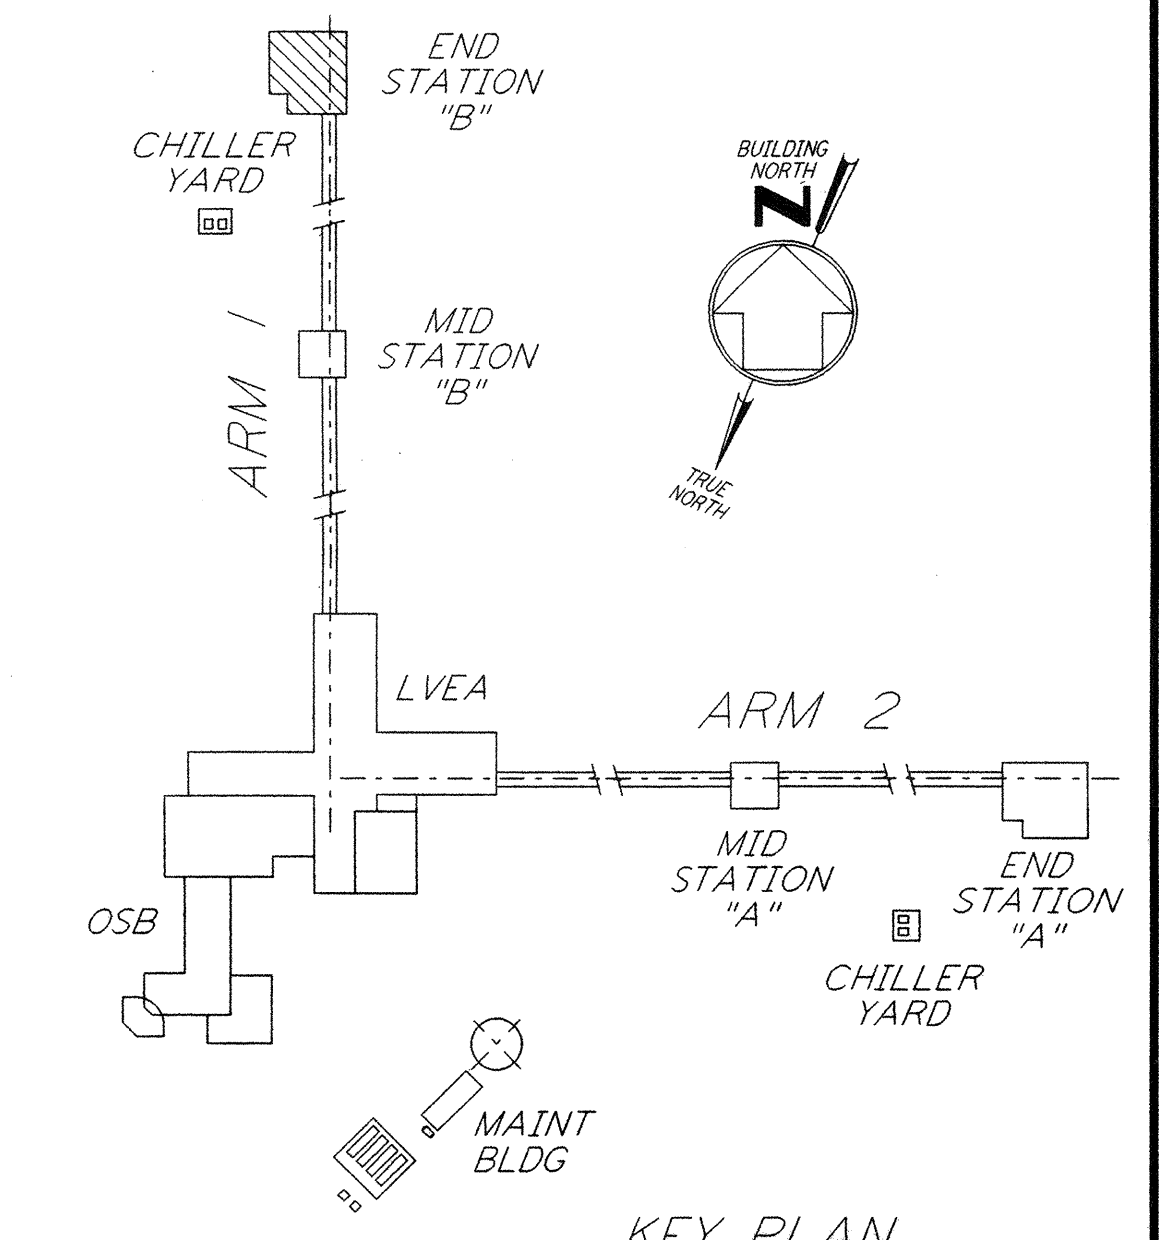 END
STATION
"B"
CHILLER
YARD
BUILDING
NORTH
N
MID
STATION
"B"
ARM 1
TRUE
NORTH
LVEA
ARM 2
MID
STATION
"A"
END
STATION
"A"
OSB
CHILLER
YARD
MAINT
BLDG
KEY PLAN